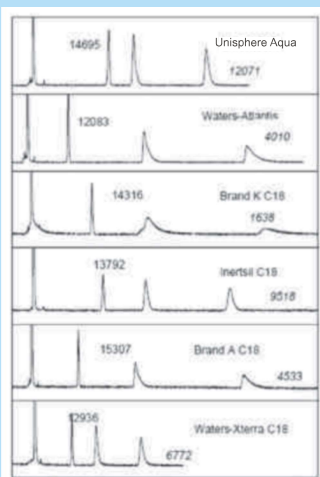 Unisphere Aqua
14695
12071
Waters-Atlantis
12083
4010
Brand K C18
14316
1638
Inertsil C18
13792
9518
Brand A C18
15307
4533
12936
Waters-Xterra C18
6772